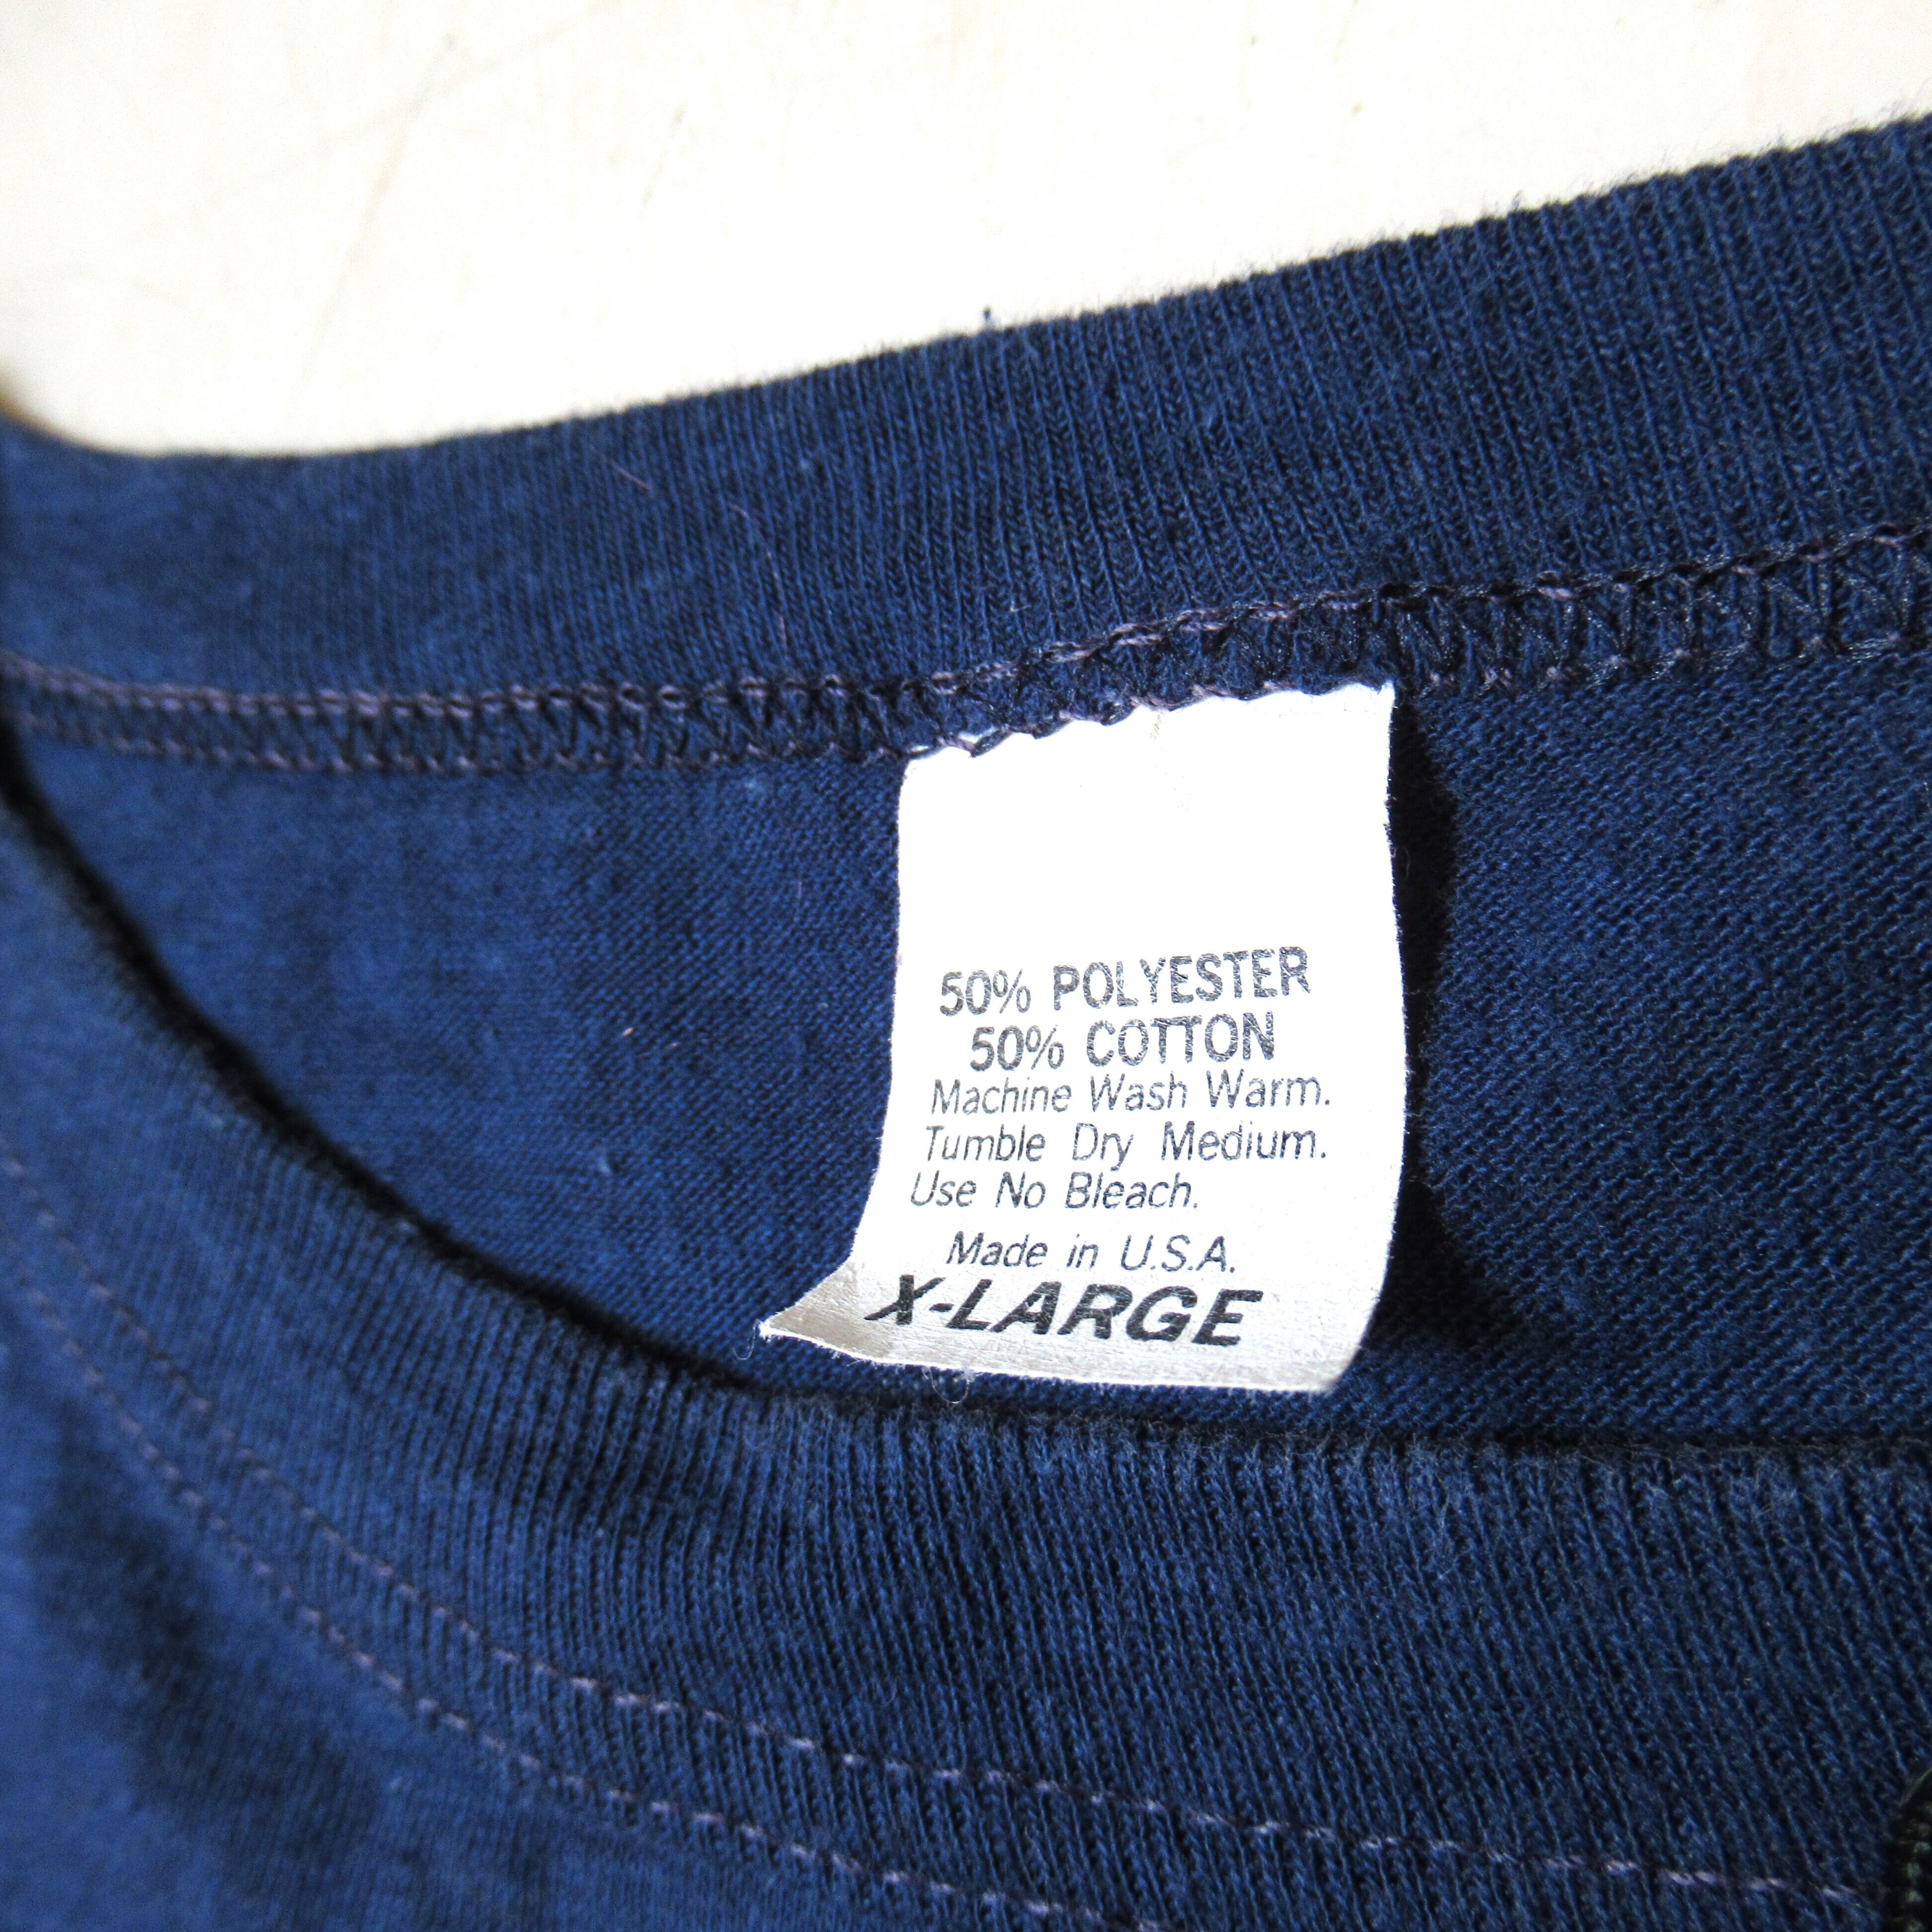 50% POLYESTER
50% COTTON
Machine Wash Warm.
Tumble Dry Medium.
Use No Bleach.
Made in U.S.A.
X-LARGE